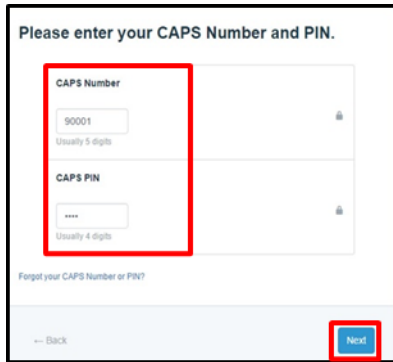 Please enter your CAPS Number and PIN.
CAPS Number
90001
Usually 5 digits
CAPS PIN
••••
Usually 4 digits
Forgot your CAPS Number or PIN?
← Back
Next